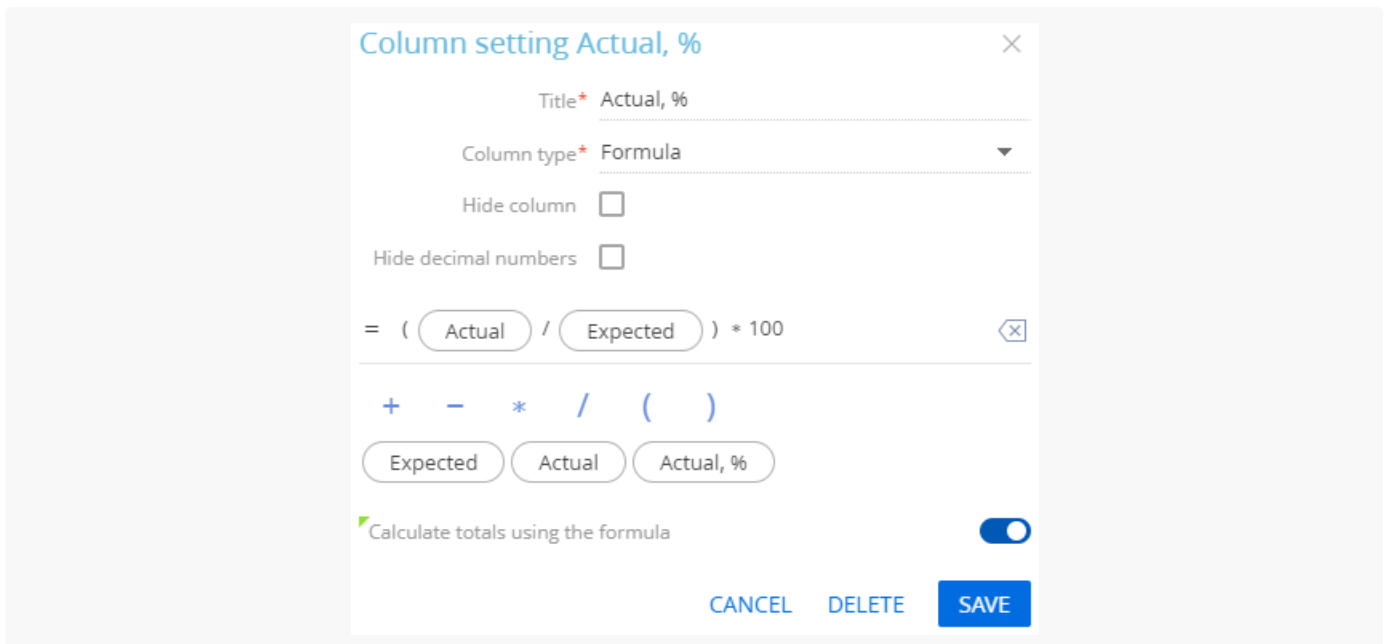 Column setting Actual, %
Title* Actual, %
Column type* Formula
Hide column
Hide decimal numbers
= ( Actual / Expected ) * 100
+ − * / ( )
Expected Actual Actual, %
Calculate totals using the formula
CANCEL DELETE SAVE